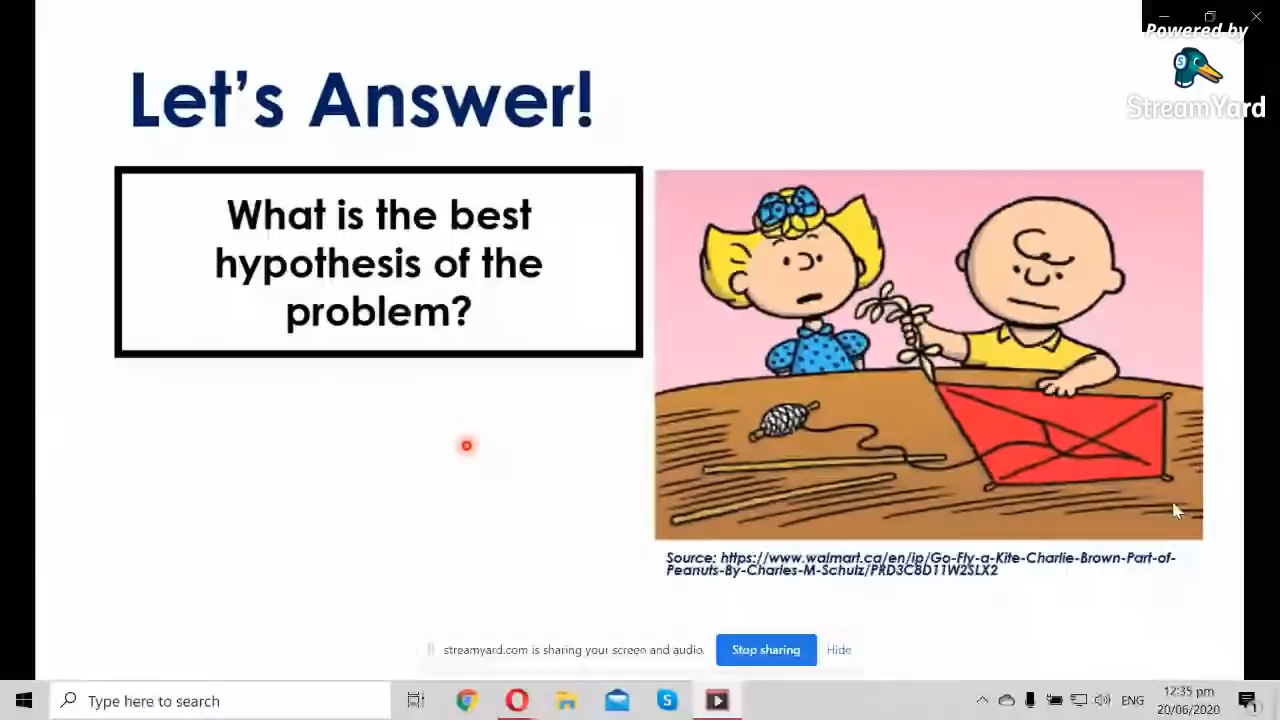 Powered by
StreamYard
Let's Answer!
What is the best
hypothesis of the
problem?
Source: https://www.walmart.ca/en/ip/Go-Fly-a-Kite-Charlie-Brown-Part-of-
Peanuts-By-Charles-M-Schulz/PRD3C8D11W2SLX2
streamyard.com is sharing your screen and audio.
Stop sharing
Hide
Type here to search
ENG
12:35 pm
20/06/2020